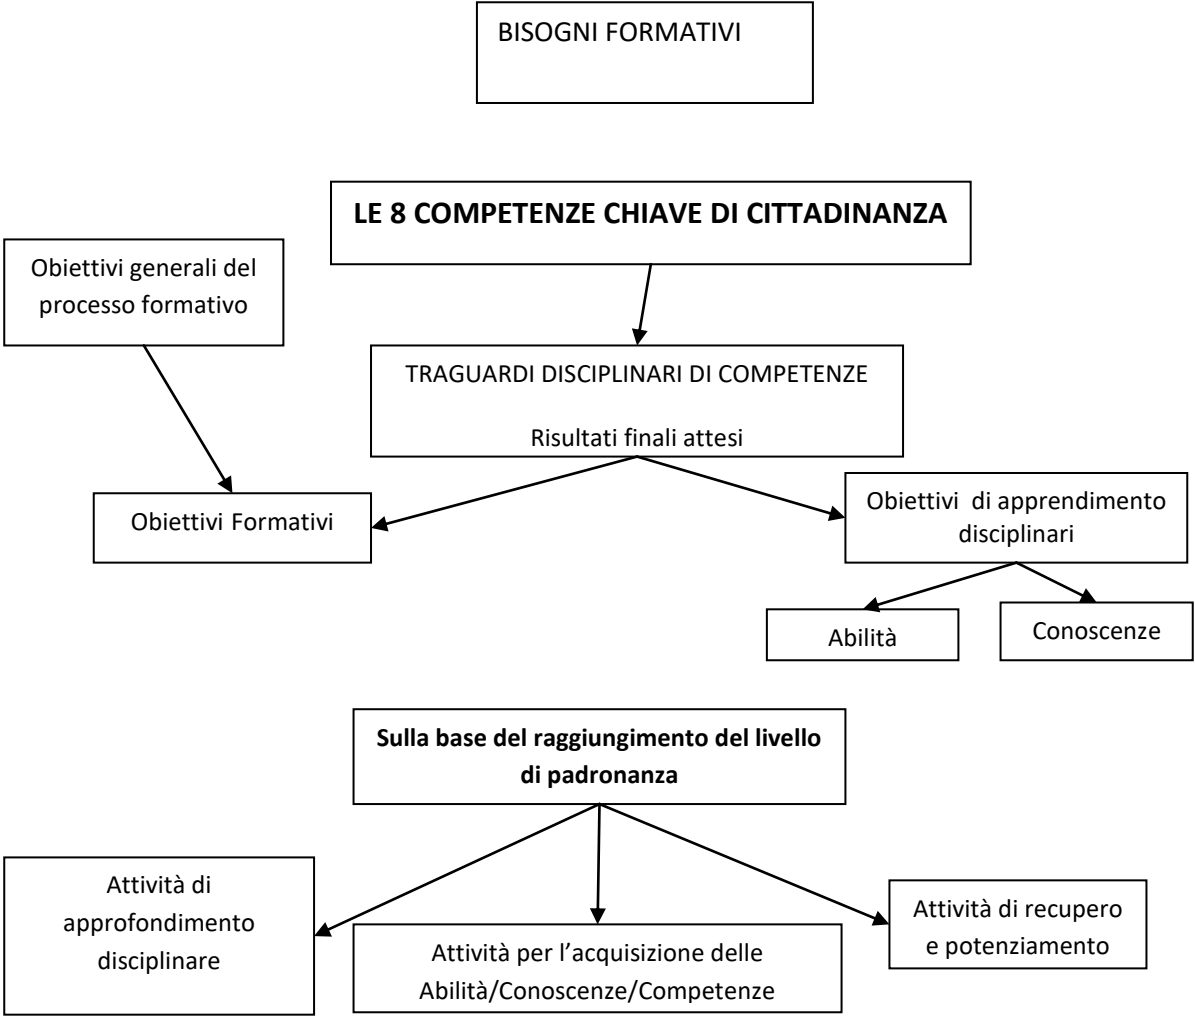 BISOGNI FORMATIVI
LE 8 COMPETENZE CHIAVE DI CITTADINANZA
Obiettivi generali del
processo formativo
TRAGUARDI DISCIPLINARI DI COMPETENZE
Risultati finali attesi
Obiettivi Formativi
Obiettivi  di apprendimento
disciplinari
Abilità
Conoscenze
Sulla base del raggiungimento del livello
di padronanza
Attività di
approfondimento
disciplinare
Attività per l’acquisizione delle
Abilità/Conoscenze/Competenze
Attività di recupero
e potenziamento